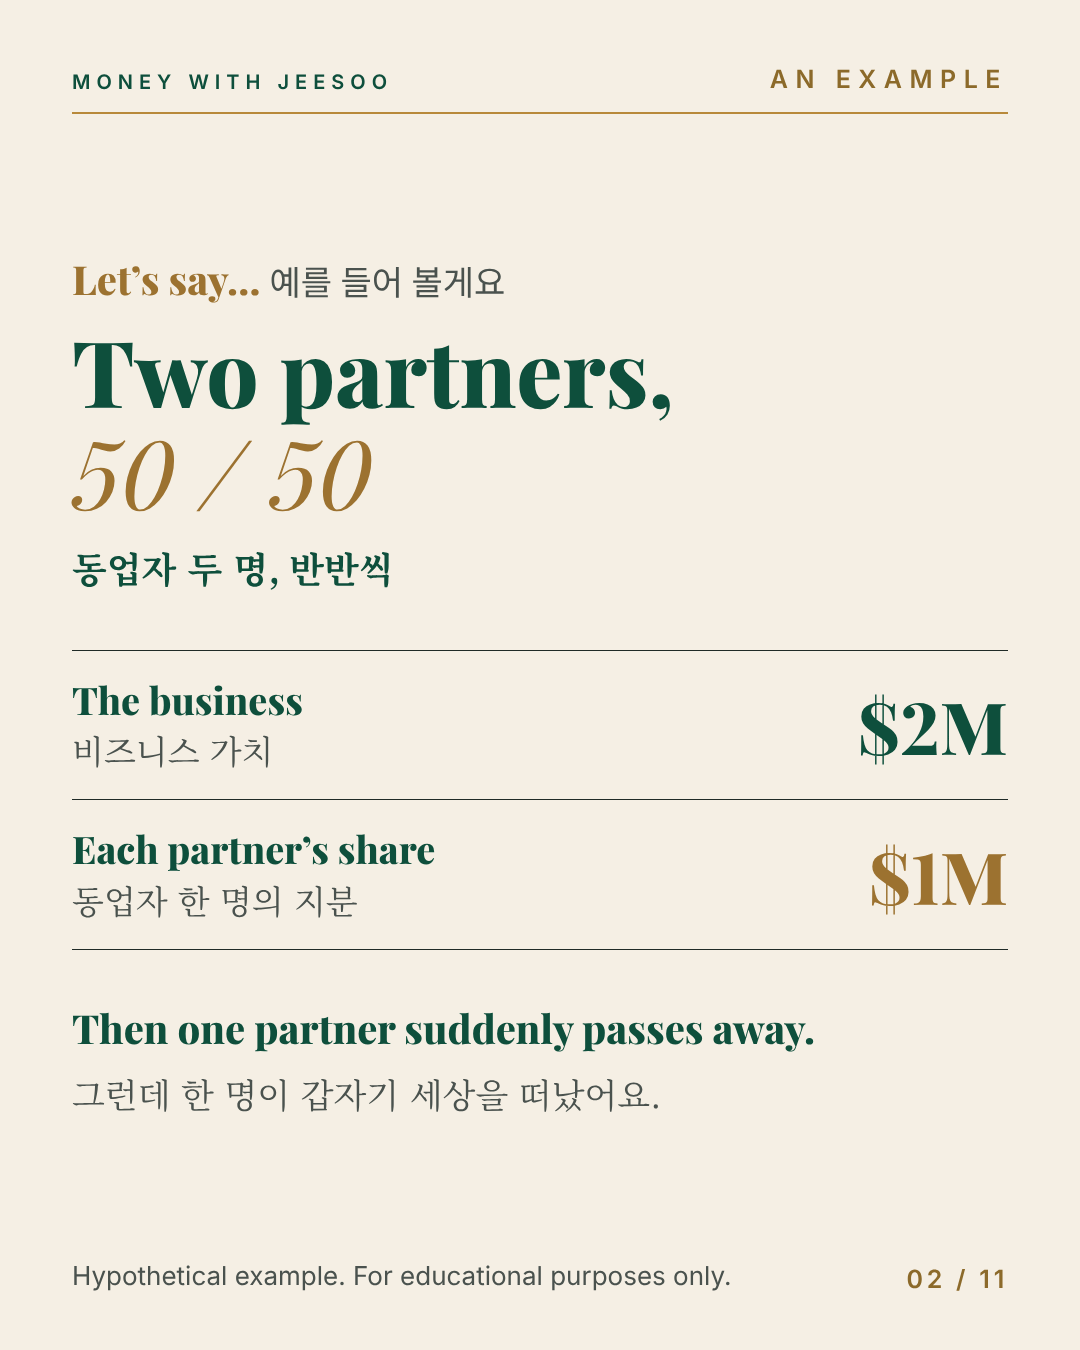 MONEY WITH JEESOO
AN EXAMPLE
Let’s say... 예를 들어 볼게요
Two partners,
50 / 50
동업자 두 명, 반반씩
The business
비즈니스 가치
$2M
Each partner’s share
동업자 한 명의 지분
$1M
Then one partner suddenly passes away.
그런데 한 명이 갑자기 세상을 떠났어요.
Hypothetical example. For educational purposes only.
02 / 11